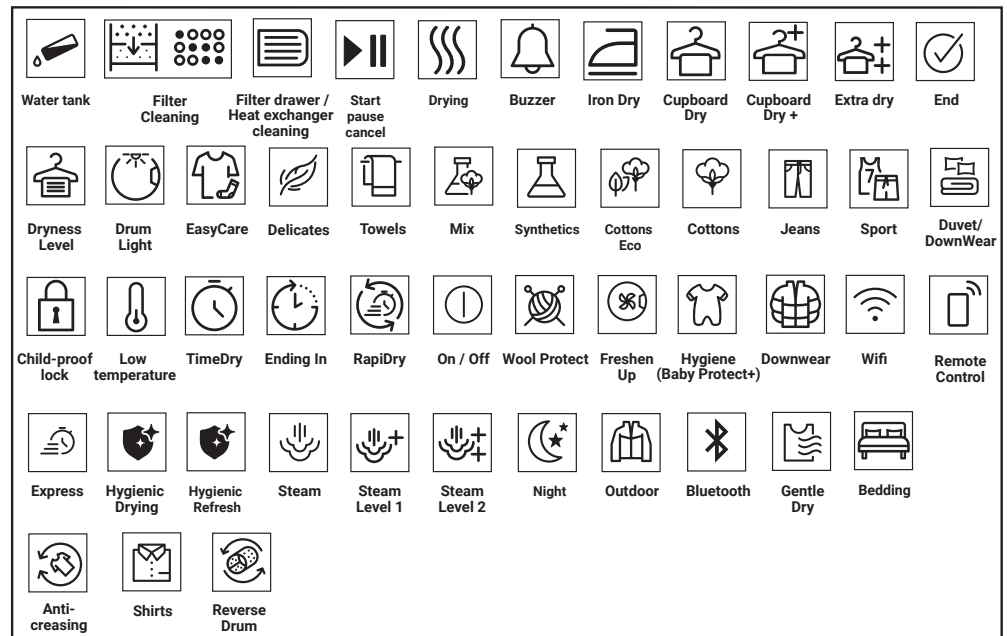 Water tank
Filter
Cleaning
Filter drawer /
Heat exchanger
cleaning
Start
pause
cancel
Drying
Buzzer
Iron Dry
Cupboard
Dry
Cupboard
Dry +
Extra dry
End
Dryness
Level
Drum
Light
EasyCare
Delicates
Towels
Mix
Synthetics
Cottons
Eco
Cottons
Jeans
7
Sport
Duvet/
DownWear
Child-proof
lock
Low
temperature
TimeDry
Ending In
RapiDry
On / Off
Wool Protect
Freshen
Up
Hygiene
(Baby Protect+)
Downwear
Wifi
Remote
Control
Express
Hygienic
Drying
Hygienic
Refresh
Steam
Steam
Level 1
Steam
Level 2
Night
Outdoor
Bluetooth
Gentle
Dry
Bedding
Anti-
creasing
Shirts
Reverse
Drum